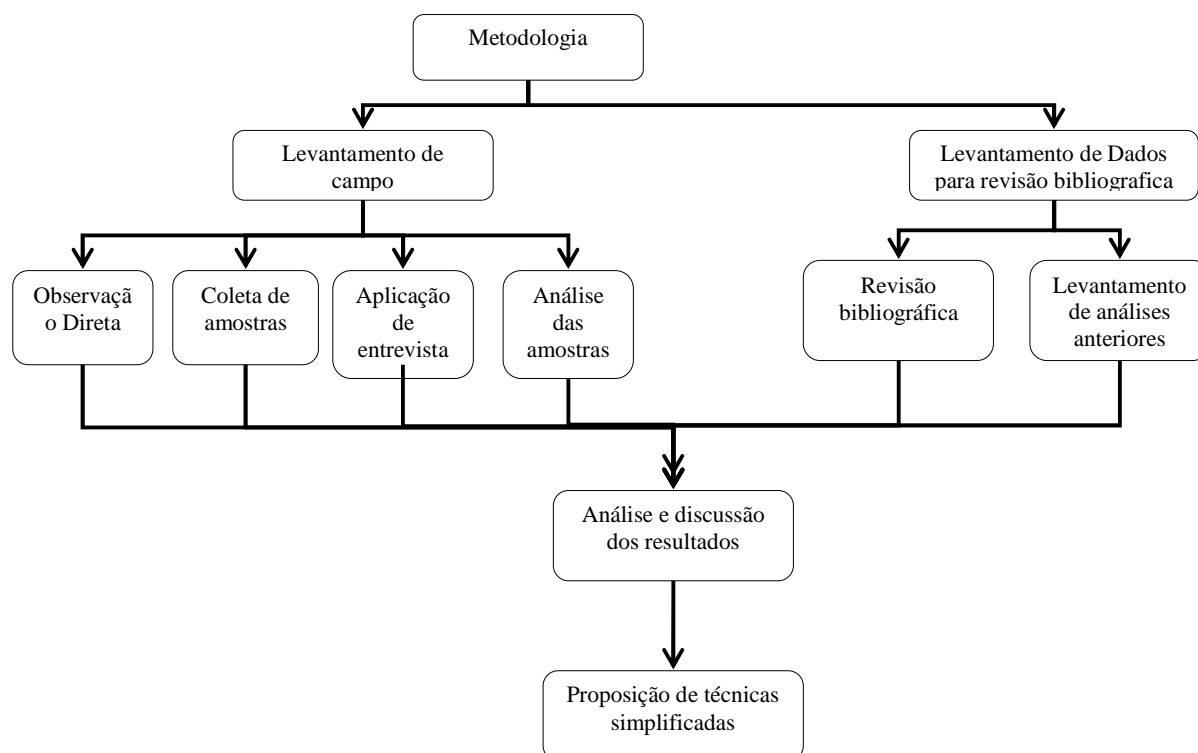 Metodologia
Levantamento de
campo
Levantamento de Dados
para revisão bibliografica
Observaçã
o Direta
Coleta de
amostras
Aplicação
de
entrevista
Análise
das
amostras
Revisão
bibliográfica
Levantamento
de análises
anteriores
Análise e discussão
dos resultados
Proposição de técnicas
simplificadas